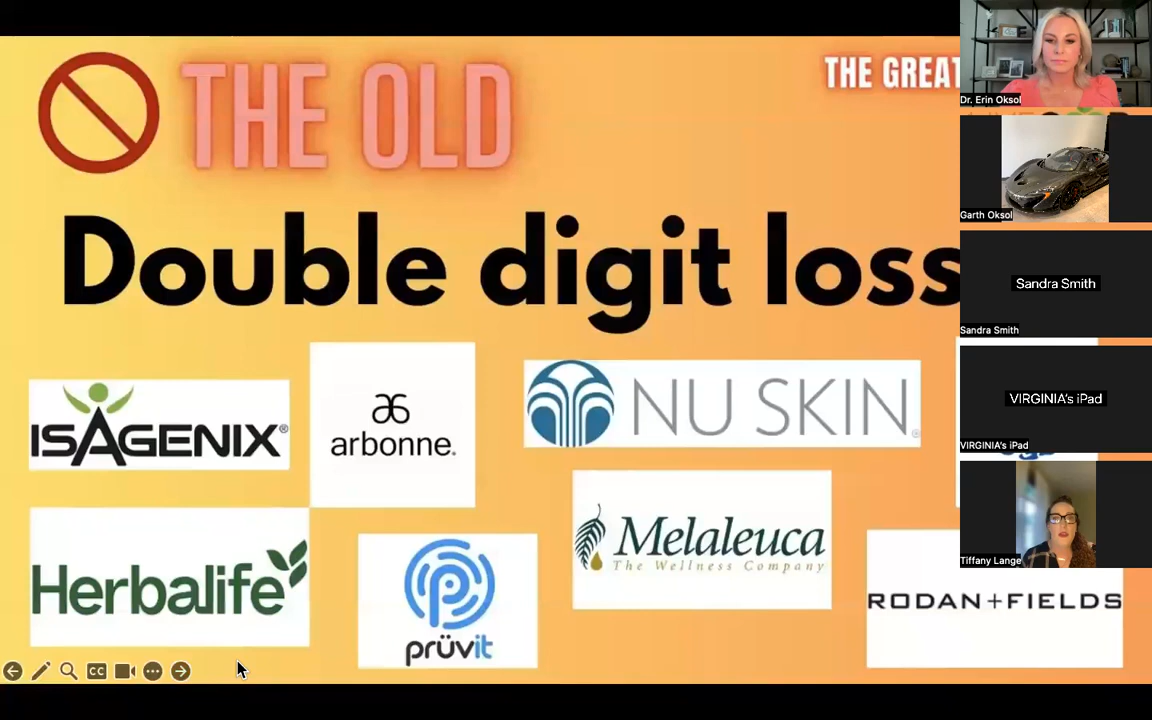 THE OLD
THE GREAT
Double digit loss
ISAGENIX®
arbonne.
NU SKIN®
Herbalife
prüvit
Melaleuca
The Wellness Company
RODAN+FIELDS
CC
Dr. Erin Oksol
Garth Oksol
Sandra Smith
Sandra Smith
VIRGINIA's iPad
VIRGINIA's iPad
Tiffany Lange